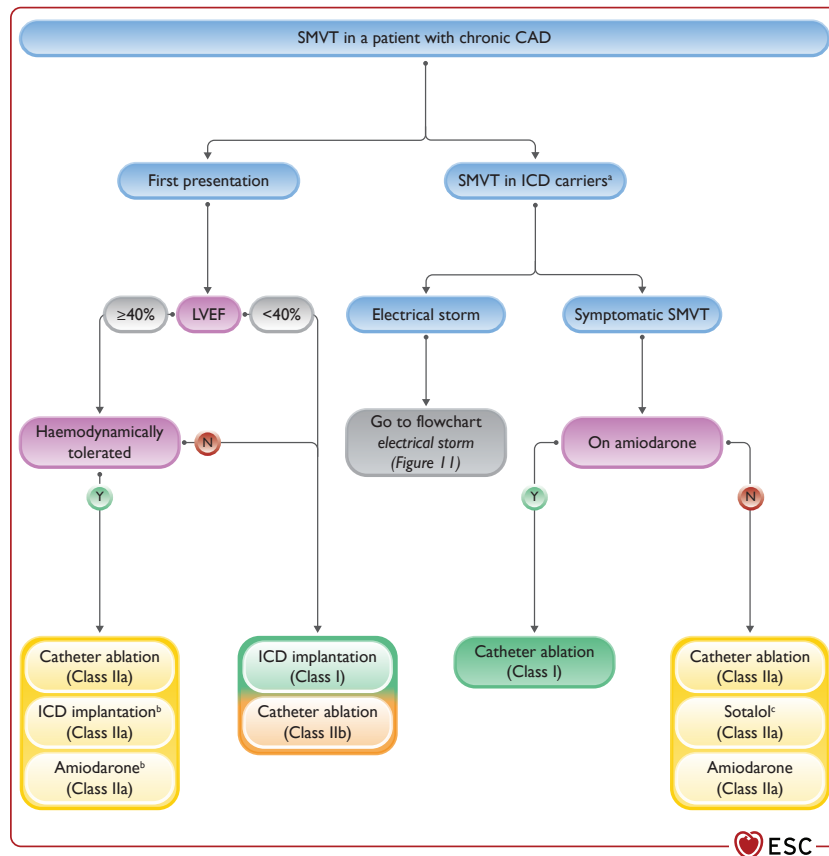 SMVT in a patient with chronic CAD
First presentation
SMVT in ICD carriersᵃ
≥40%
LVEF
<40%
Electrical storm
Symptomatic SMVT
Haemodynamically
tolerated
N
Go to flowchart
electrical storm
(Figure 11)
On amiodarone
Y
Y
N
Catheter ablation
(Class IIa)
ICD implantationᵇ
(Class IIa)
Amiodaroneᵇ
(Class IIa)
ICD implantation
(Class I)
Catheter ablation
(Class IIb)
Catheter ablation
(Class I)
Catheter ablation
(Class IIa)
Sotalolᶜ
(Class IIa)
Amiodarone
(Class IIa)
ESC